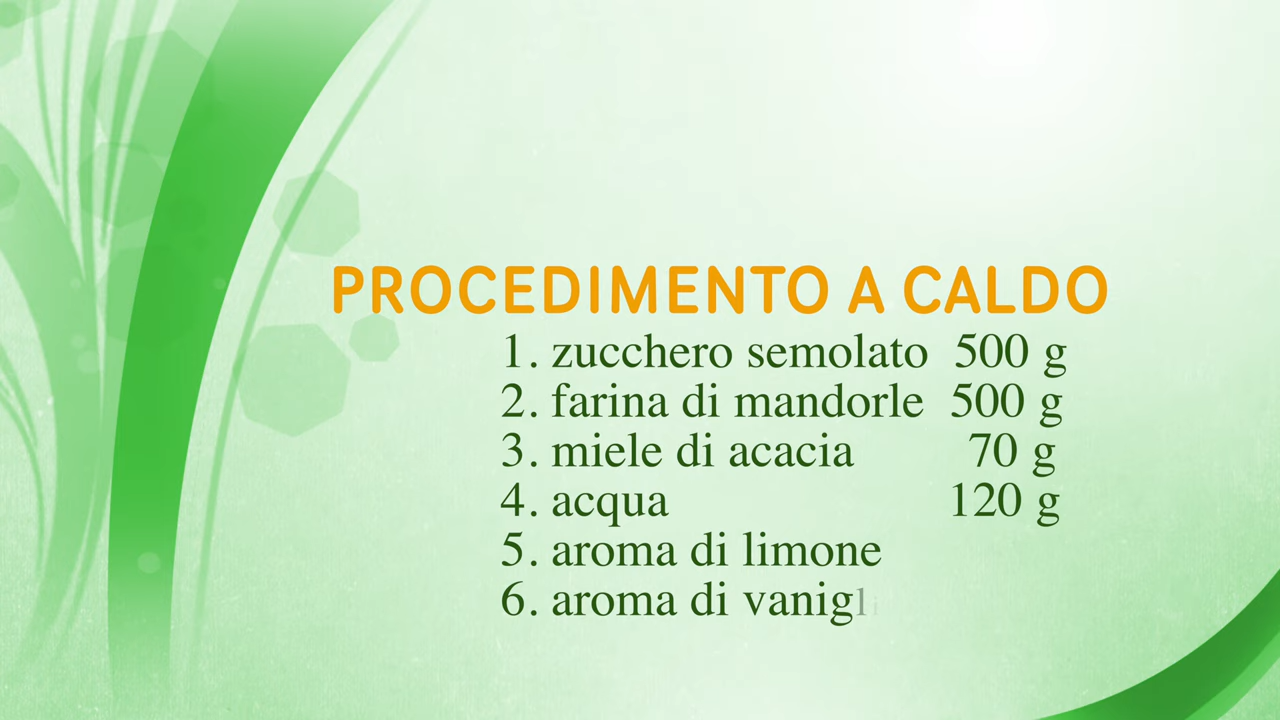 PROCEDIMENTO A CALDO
1. zucchero semolato 500 g
2. farina di mandorle 500 g
3. miele di acacia 70 g
4. acqua 120 g
5. aroma di limone
6. aroma di vanigli